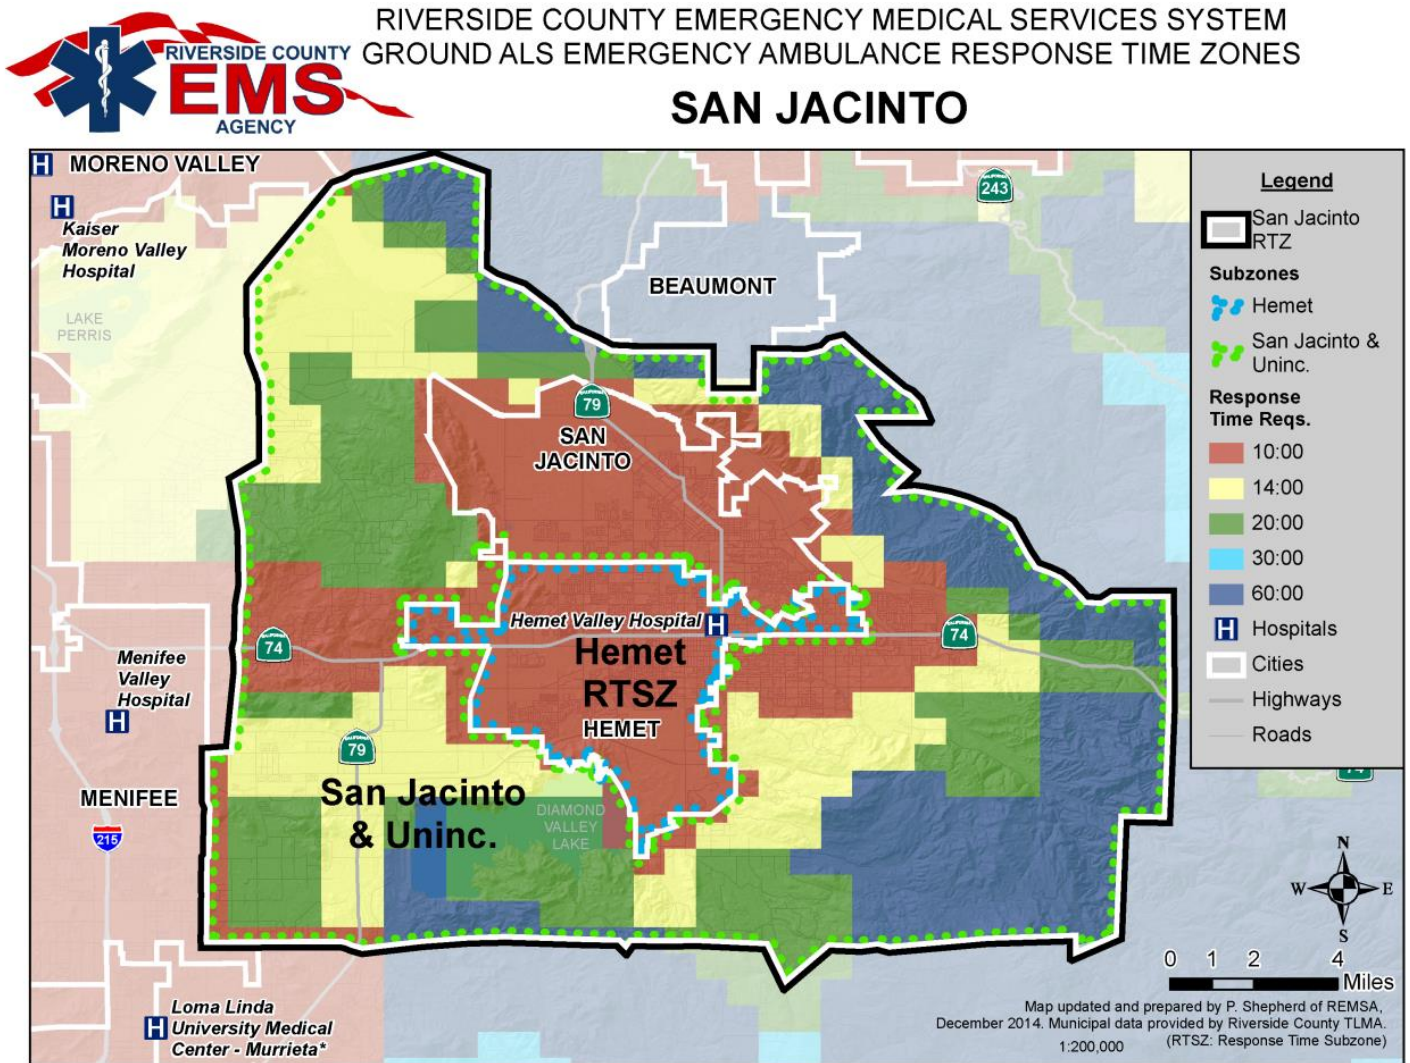 RIVERSIDE COUNTY EMERGENCY MEDICAL SERVICES SYSTEM
GROUND ALS EMERGENCY AMBULANCE RESPONSE TIME ZONES
SAN JACINTO
RIVERSIDE COUNTY
EMS
AGENCY
MORENO VALLEY
H
H
Kaiser
Moreno Valley
Hospital
LAKE
PERRIS
243
BEAUMONT
79
SAN
JACINTO
Hemet Valley Hospital H
Hemet
RTSZ
HEMET
74
74
Menifee
Valley
Hospital
H
79
MENIFEE
215
San Jacinto
& Uninc.
DIAMOND
VALLEY
LAKE
74
Loma Linda
H University Medical
Center - Murrieta*
Legend
San Jacinto
RTZ
Subzones
Hemet
San Jacinto &
Uninc.
Response
Time Reqs.
10:00
14:00
20:00
30:00
60:00
H Hospitals
Cities
Highways
Roads
N
W E
S
0 1 2 4
Miles
Map updated and prepared by P. Shepherd of REMSA,
December 2014. Municipal data provided by Riverside County TLMA.
1:200,000 (RTSZ: Response Time Subzone)